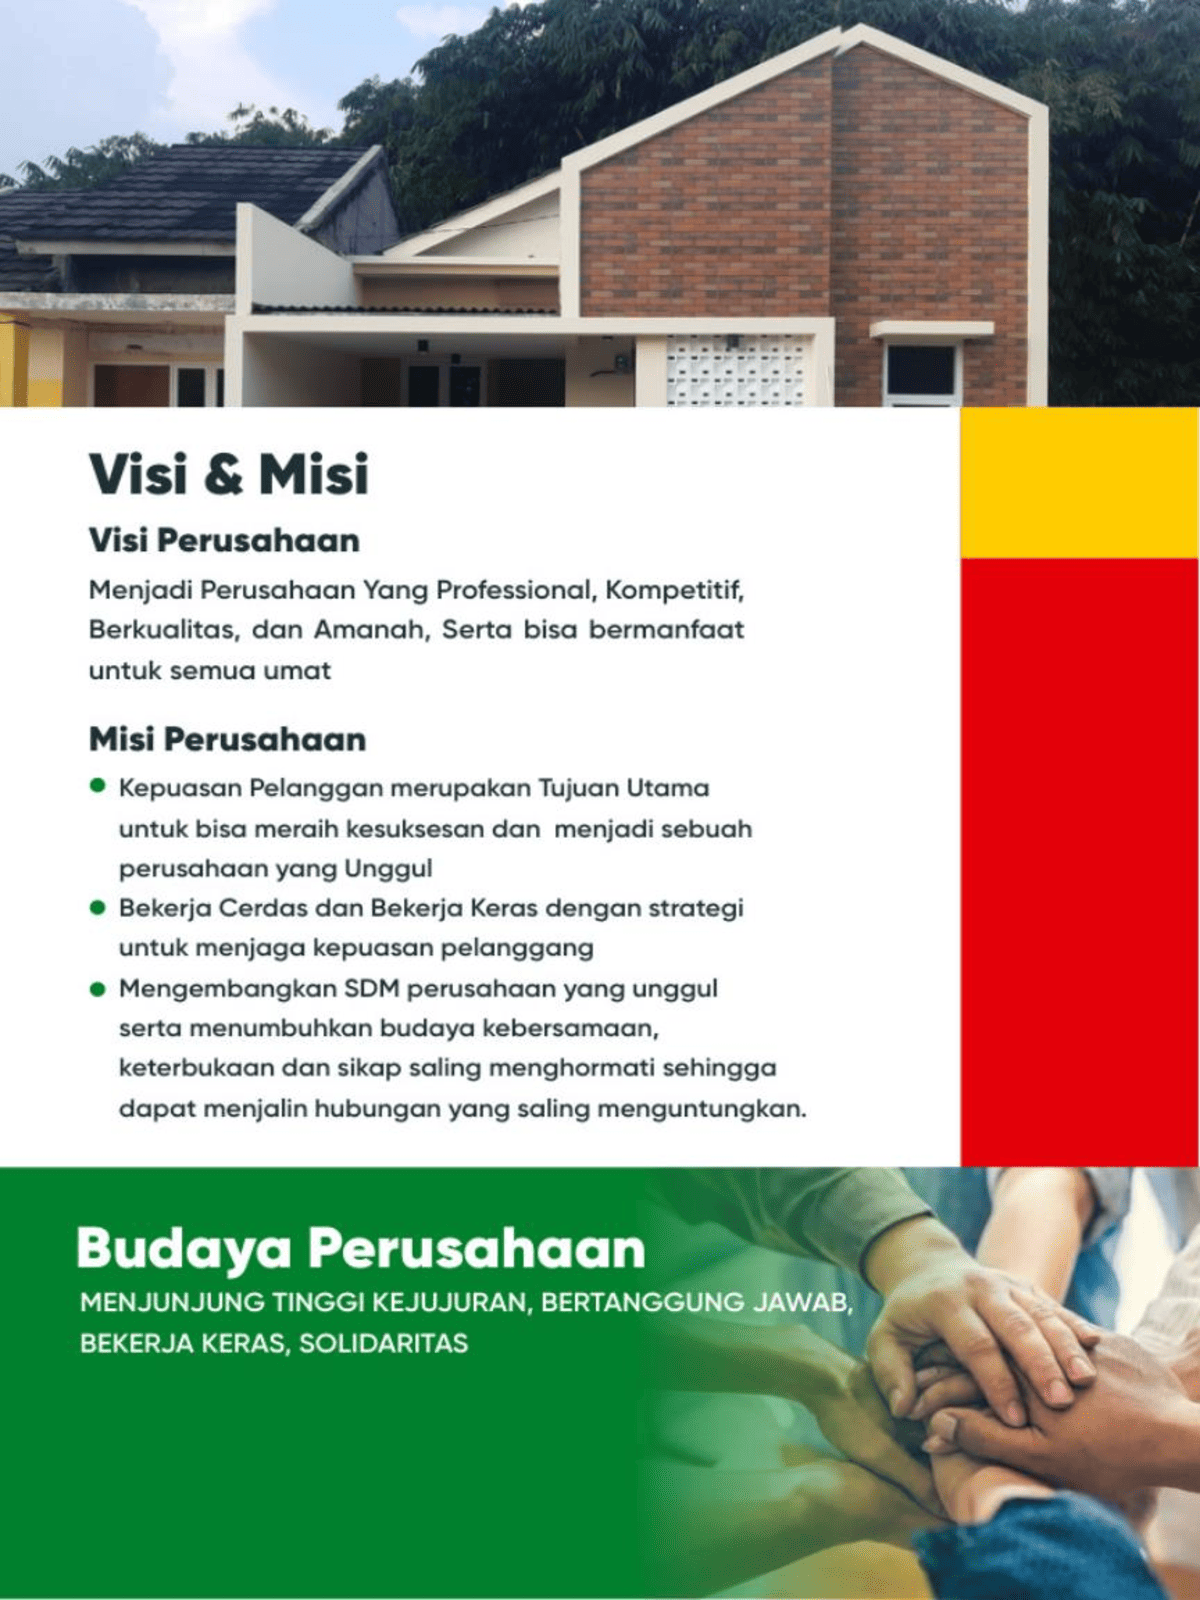 Visi & Misi
Visi Perusahaan
Menjadi Perusahaan Yang Professional, Kompetitif,
Berkualitas, dan Amanah, Serta bisa bermanfaat
untuk semua umat
Misi Perusahaan
Kepuasan Pelanggan merupakan Tujuan Utama
untuk bisa meraih kesuksesan dan menjadi sebuah
perusahaan yang Unggul
Bekerja Cerdas dan Bekerja Keras dengan strategi
untuk menjaga kepuasan pelanggang
Mengembangkan SDM perusahaan yang unggul
serta menumbuhkan budaya kebersamaan,
keterbukaan dan sikap saling menghormati sehingga
dapat menjalin hubungan yang saling menguntungkan.
Budaya Perusahaan
MENJUNJUNG TINGGI KEJUJURAN, BERTANGGUNG JAWAB,
BEKERJA KERAS, SOLIDARITAS